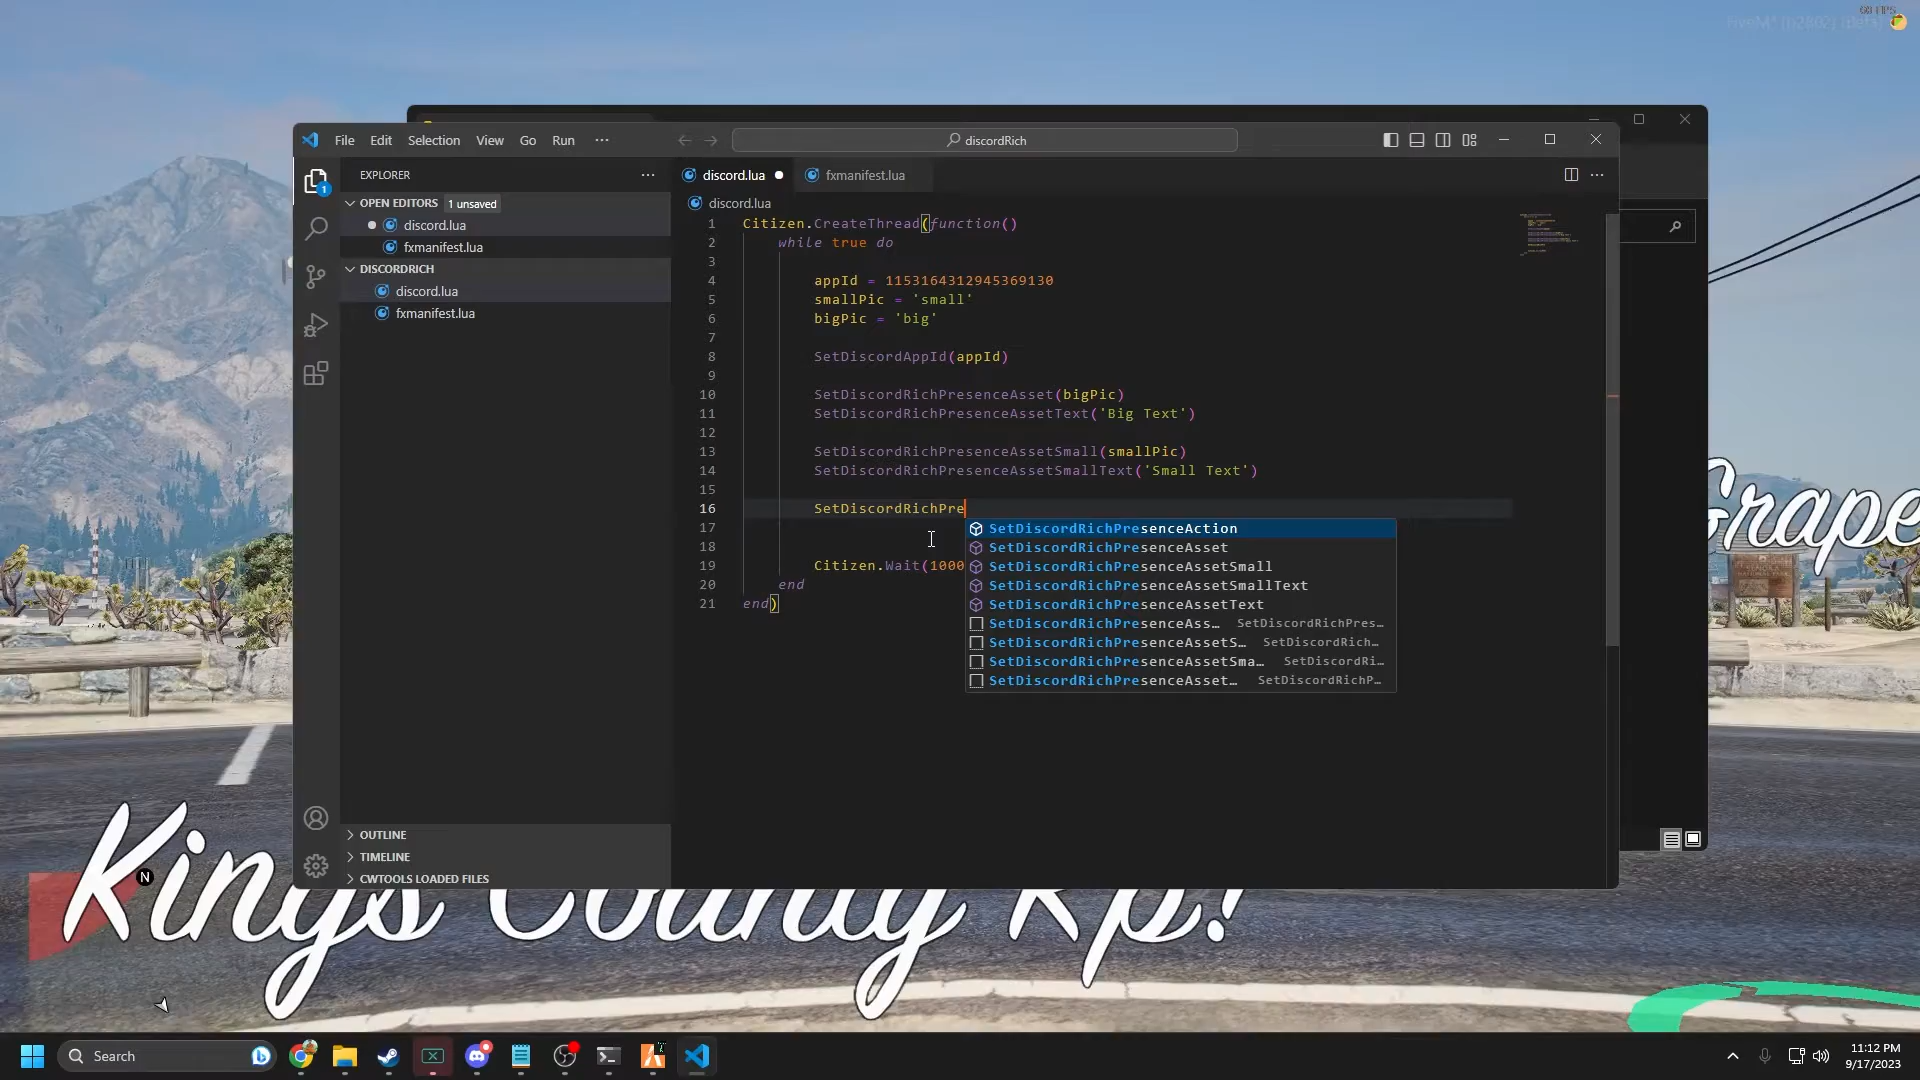 60 FPS
File Edit Selection View Go Run ···
discordRich
EXPLORER
OPEN EDITORS 1 unsaved
discord.lua
fxmanifest.lua
DISCORDRICH
discord.lua
fxmanifest.lua
OUTLINE
TIMELINE
CWTOOLS LOADED FILES
discord.lua fxmanifest.lua
discord.lua
1 Citizen.CreateThread(function()
2 while true do
3
4 appId = 1153164312945369130
5 smallPic = 'small'
6 bigPic = 'big'
7
8 SetDiscordAppId(appId)
9
10 SetDiscordRichPresenceAsset(bigPic)
11 SetDiscordRichPresenceAssetText('Big Text')
12
13 SetDiscordRichPresenceAssetSmall(smallPic)
14 SetDiscordRichPresenceAssetSmallText('Small Text')
15
16 SetDiscordRichPre
17
18
19 Citizen.Wait(1000
20 end
21 end)
SetDiscordRichPresenceAction
SetDiscordRichPresenceAsset
SetDiscordRichPresenceAssetSmall
SetDiscordRichPresenceAssetSmallText
SetDiscordRichPresenceAssetText
SetDiscordRichPresenceAss… SetDiscordRichPres…
SetDiscordRichPresenceAssetS… SetDiscordRich…
SetDiscordRichPresenceAssetSma… SetDiscordRi…
SetDiscordRichPresenceAsset… SetDiscordRichP…
Grape
Kings County Rp!
N
Search
11:12 PM
9/17/2023